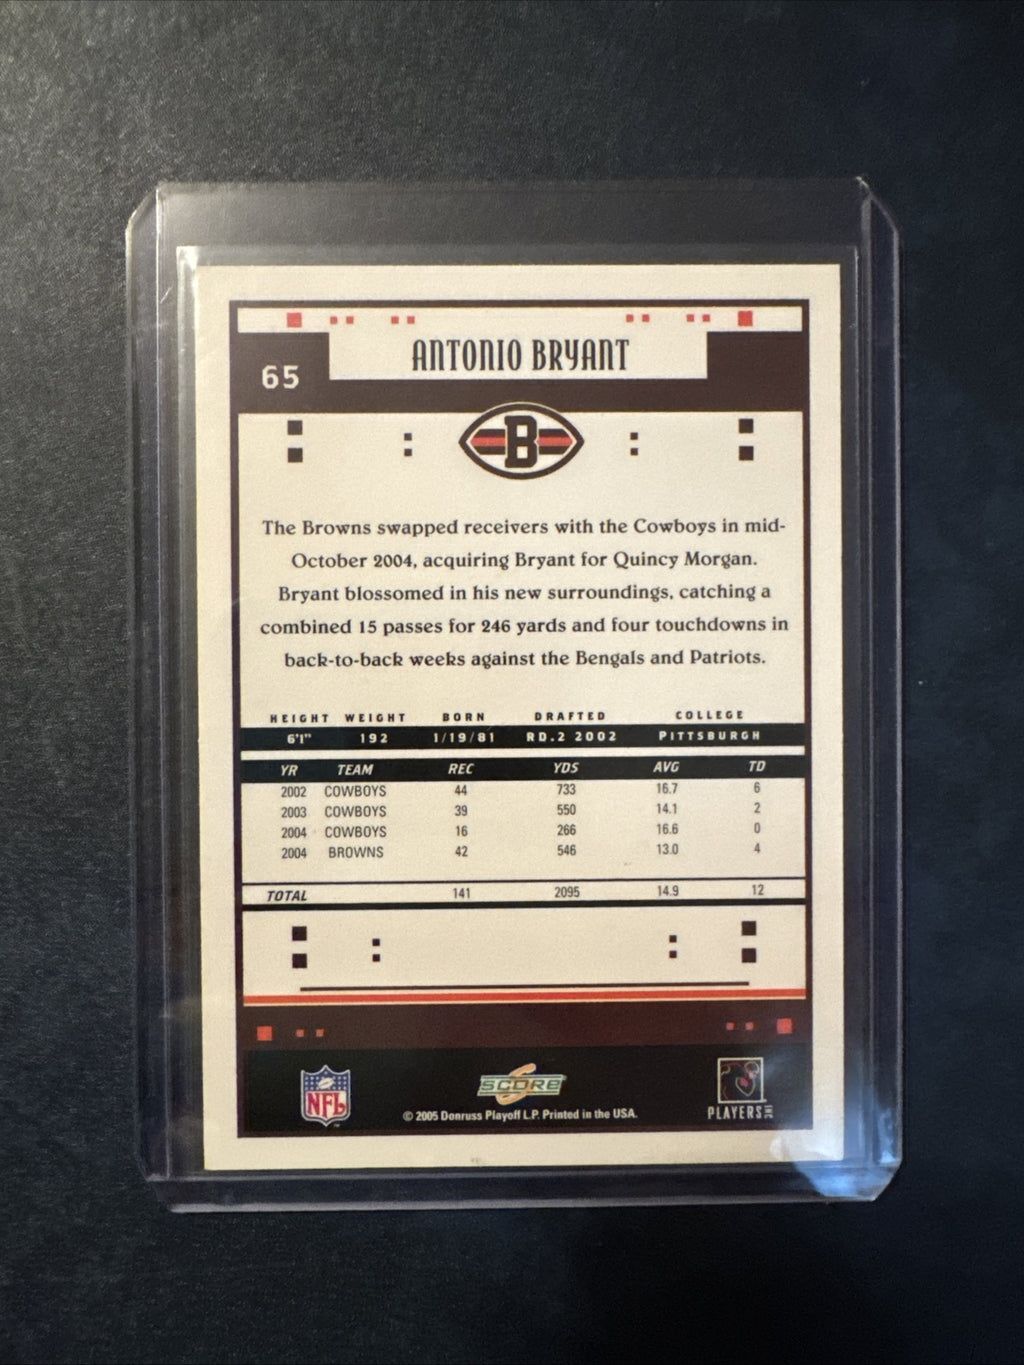 ANTONIO BRYANT
65
B
The Browns swapped receivers with the Cowboys in mid-
October 2004, acquiring Bryant for Quincy Morgan.
Bryant blossomed in his new surroundings, catching a
combined 15 passes for 246 yards and four touchdowns in
back-to-back weeks against the Bengals and Patriots.
HEIGHT WEIGHT BORN DRAFTED COLLEGE
6'1" 192 1/19/81 RD.2 2002 PITTSBURGH
YR TEAM REC YDS AVG TD
2002 COWBOYS 44 733 16.7 6
2003 COWBOYS 39 550 14.1 2
2004 COWBOYS 16 266 16.6 0
2004 BROWNS 42 546 13.0 4
TOTAL 141 2095 14.9 12
NFL
SCORE
© 2005 Donruss Playoff L.P. Printed in the USA.
PLAYERS INC